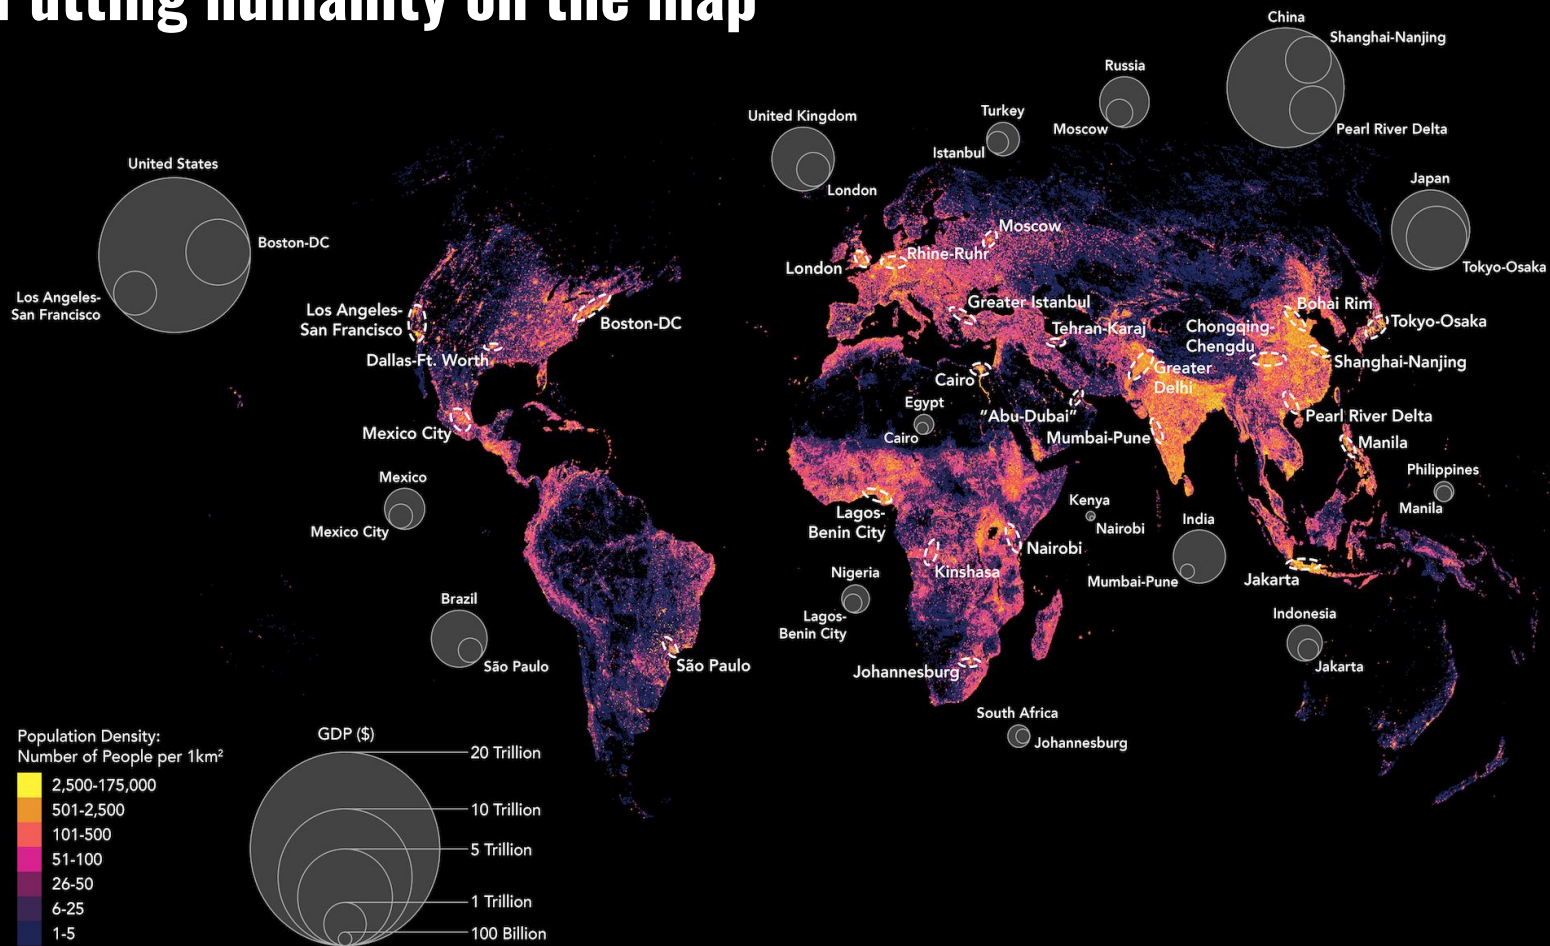 Putting humanity on the map
China
Shanghai-Nanjing
Pearl River Delta
Russia
Moscow
Turkey
Istanbul
United Kingdom
London
United States
Boston-DC
Los Angeles-
San Francisco
Japan
Tokyo-Osaka
Moscow
Rhine-Ruhr
London
Los Angeles-
San Francisco
Boston-DC
Dallas-Ft. Worth
Greater Istanbul
Tehran-Karaj
Bohai Rim
Chongqing-
Chengdu
Tokyo-Osaka
Shanghai-Nanjing
Greater
Delhi
Cairo
Egypt
Cairo
"Abu-Dubai"
Mumbai-Pune
Pearl River Delta
Manila
Mexico City
Mexico
Mexico City
Philippines
Manila
Lagos-
Benin City
Kenya
Nairobi
India
Mumbai-Pune
Nairobi
Kinshasa
Jakarta
Nigeria
Lagos-
Benin City
Brazil
São Paulo
São Paulo
Indonesia
Jakarta
Johannesburg
South Africa
Johannesburg
Population Density:
Number of People per 1km²
2,500-175,000
501-2,500
101-500
51-100
26-50
6-25
1-5
GDP ($)
20 Trillion
10 Trillion
5 Trillion
1 Trillion
100 Billion